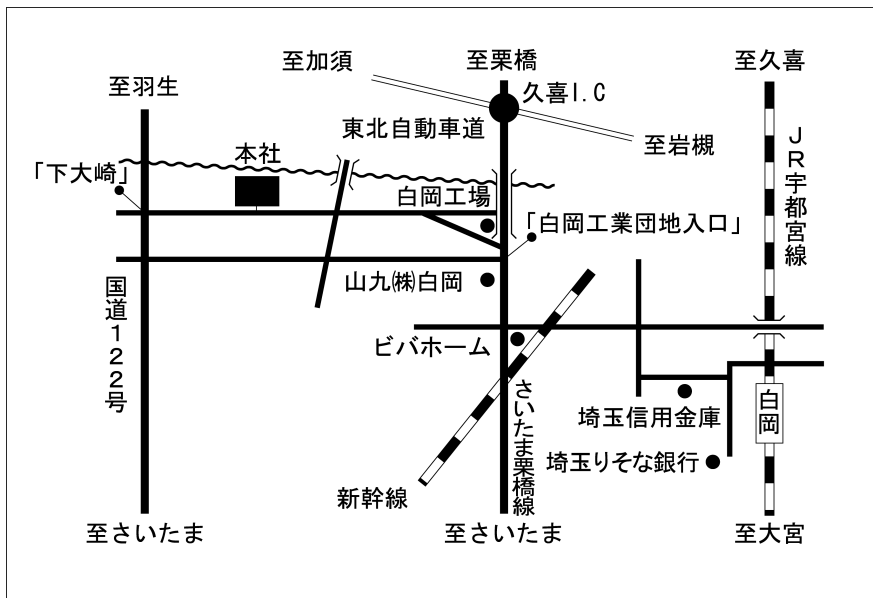 至加須
至栗橋
至久喜
至羽生
久喜I.C
東北自動車道
至岩槻
JR宇都宮線
「下大崎」
本社
白岡工場
「白岡工業団地入口」
国道122号
山九㈱白岡
ビバホーム
さいたま栗橋線
埼玉信用金庫
白岡
埼玉りそな銀行
新幹線
至さいたま
至さいたま
至大宮